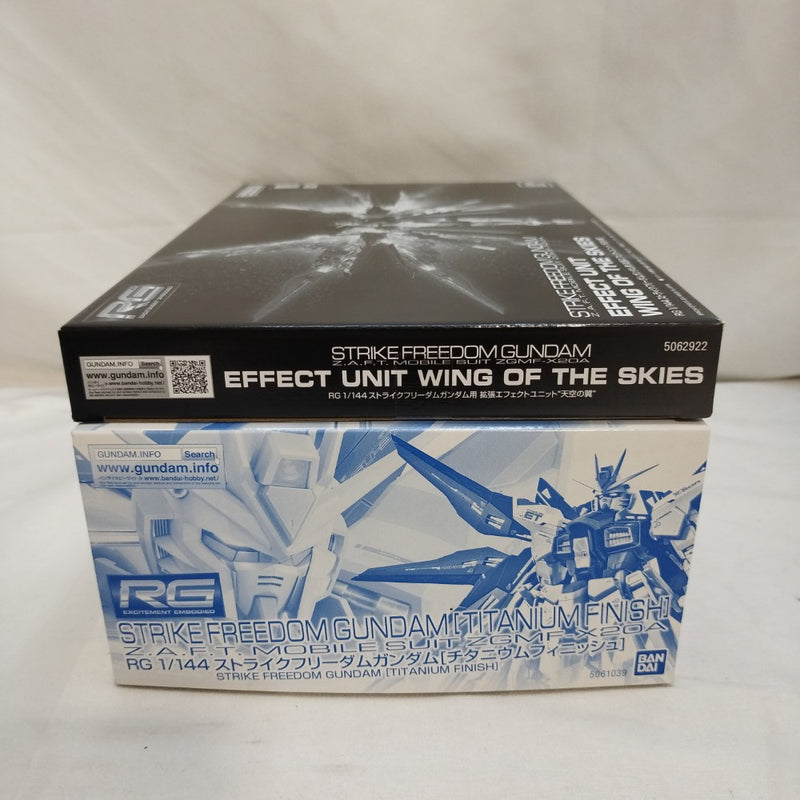 RG
STRIKE FREEDOM GUNDAM
Z.A.F.T. MOBILE SUIT ZGMF-X20A
EFFECT UNIT
WING OF THE SKIES
STRIKE FREEDOM GUNDAM
Z.A.F.T. MOBILE SUIT ZGMF-X20A
EFFECT UNIT WING OF THE SKIES
RG 1/144 ストライクフリーダムガンダム用 拡張エフェクトユニット"天空の翼"
5062922
GUNDAM.INFO Search
www.gundam.info
GUNDAM.INFO Search
www.gundam.info
RG
EXCITEMENT EMBODIED
STRIKE FREEDOM GUNDAM [TITANIUM FINISH]
Z.A.F.T. MOBILE SUIT ZGMF-X20A
RG 1/144 ストライクフリーダムガンダム[チタニウムフィニッシュ]
STRIKE FREEDOM GUNDAM [TITANIUM FINISH]
5061039
BAN
DAI